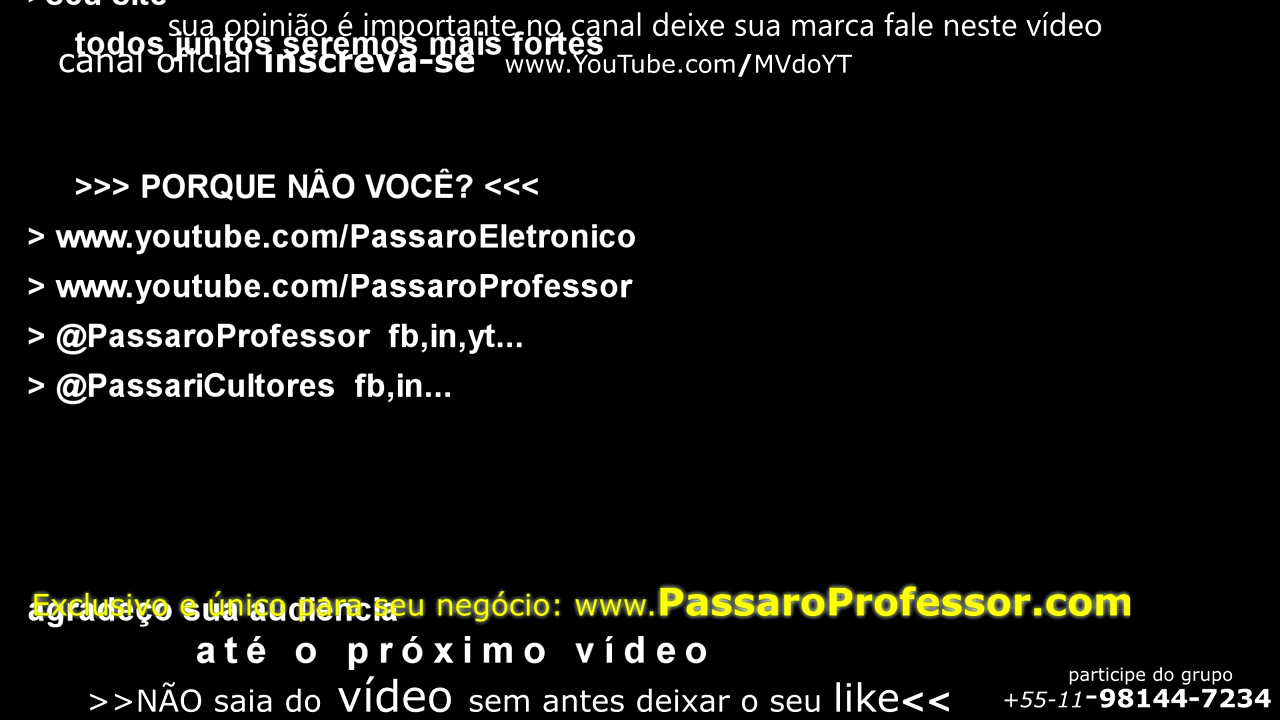 >seu site
sua opinião é importante no canal deixe sua marca fale neste vídeo
todos juntos seremos mais fortes
canal oficial inscreva-se www.YouTube.com/MVdoYT
>>> PORQUE NÂO VOCÊ? <<<
> www.youtube.com/PassaroEletronico
> www.youtube.com/PassaroProfessor
> @PassaroProfessor fb,in,yt...
> @PassariCultores fb,in...
Exclusivo e único para seu negócio: www.PassaroProfessor.com
agradeço sua audiência
até o próximo vídeo
>>NÃO saia do vídeo sem antes deixar o seu like<<
participe do grupo
+55-11-98144-7234